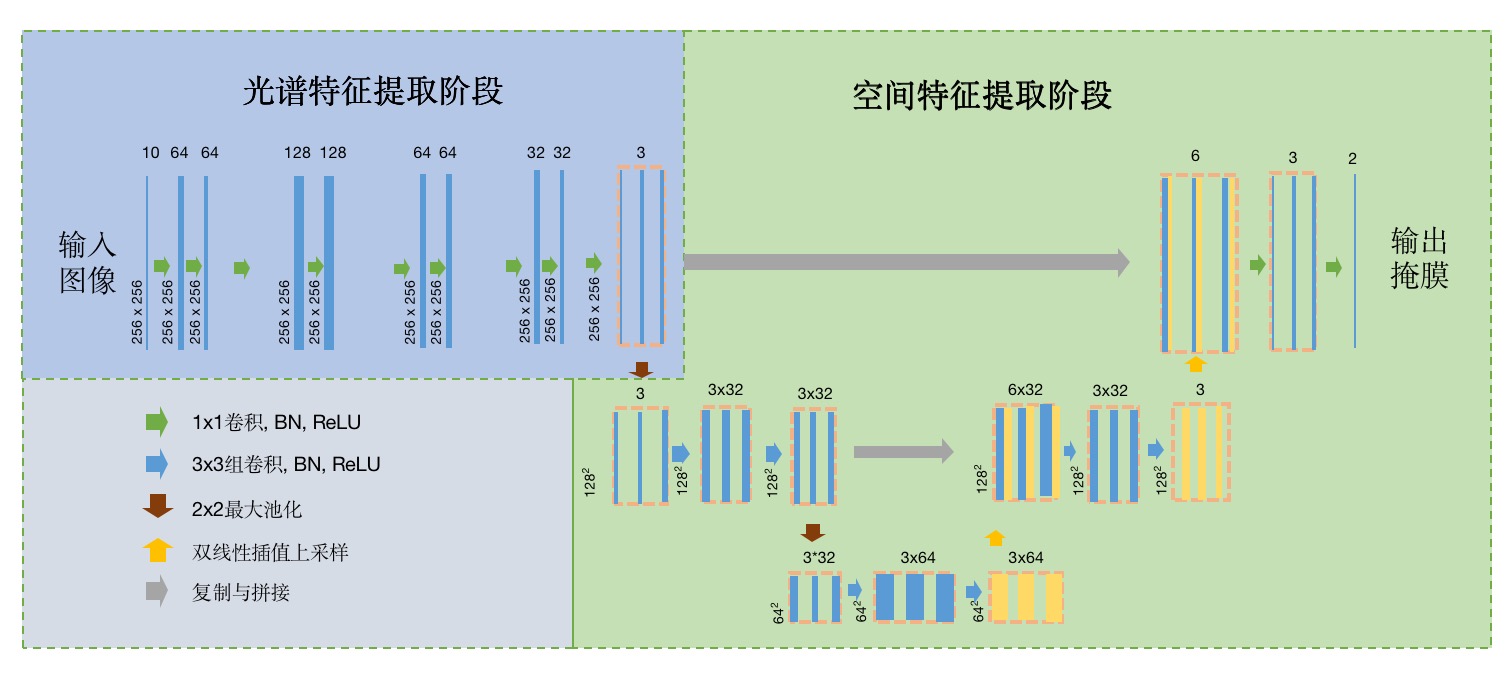 光谱特征提取阶段
空间特征提取阶段
10 64 64 128 128 64 64 32 32 3
6 3 2
输入
图像
输出
掩膜
256 x 256
256 x 256
256 x 256
256 x 256
256 x 256
256 x 256
256 x 256
256 x 256
256 x 256
256 x 256
3 3x32 3x32 6x32 3x32 3
128²
128²
128²
128²
128²
128²
3*32 3x64 3x64
64²
64²
64²
1x1卷积, BN, ReLU
3x3组卷积, BN, ReLU
2x2最大池化
双线性插值上采样
复制与拼接